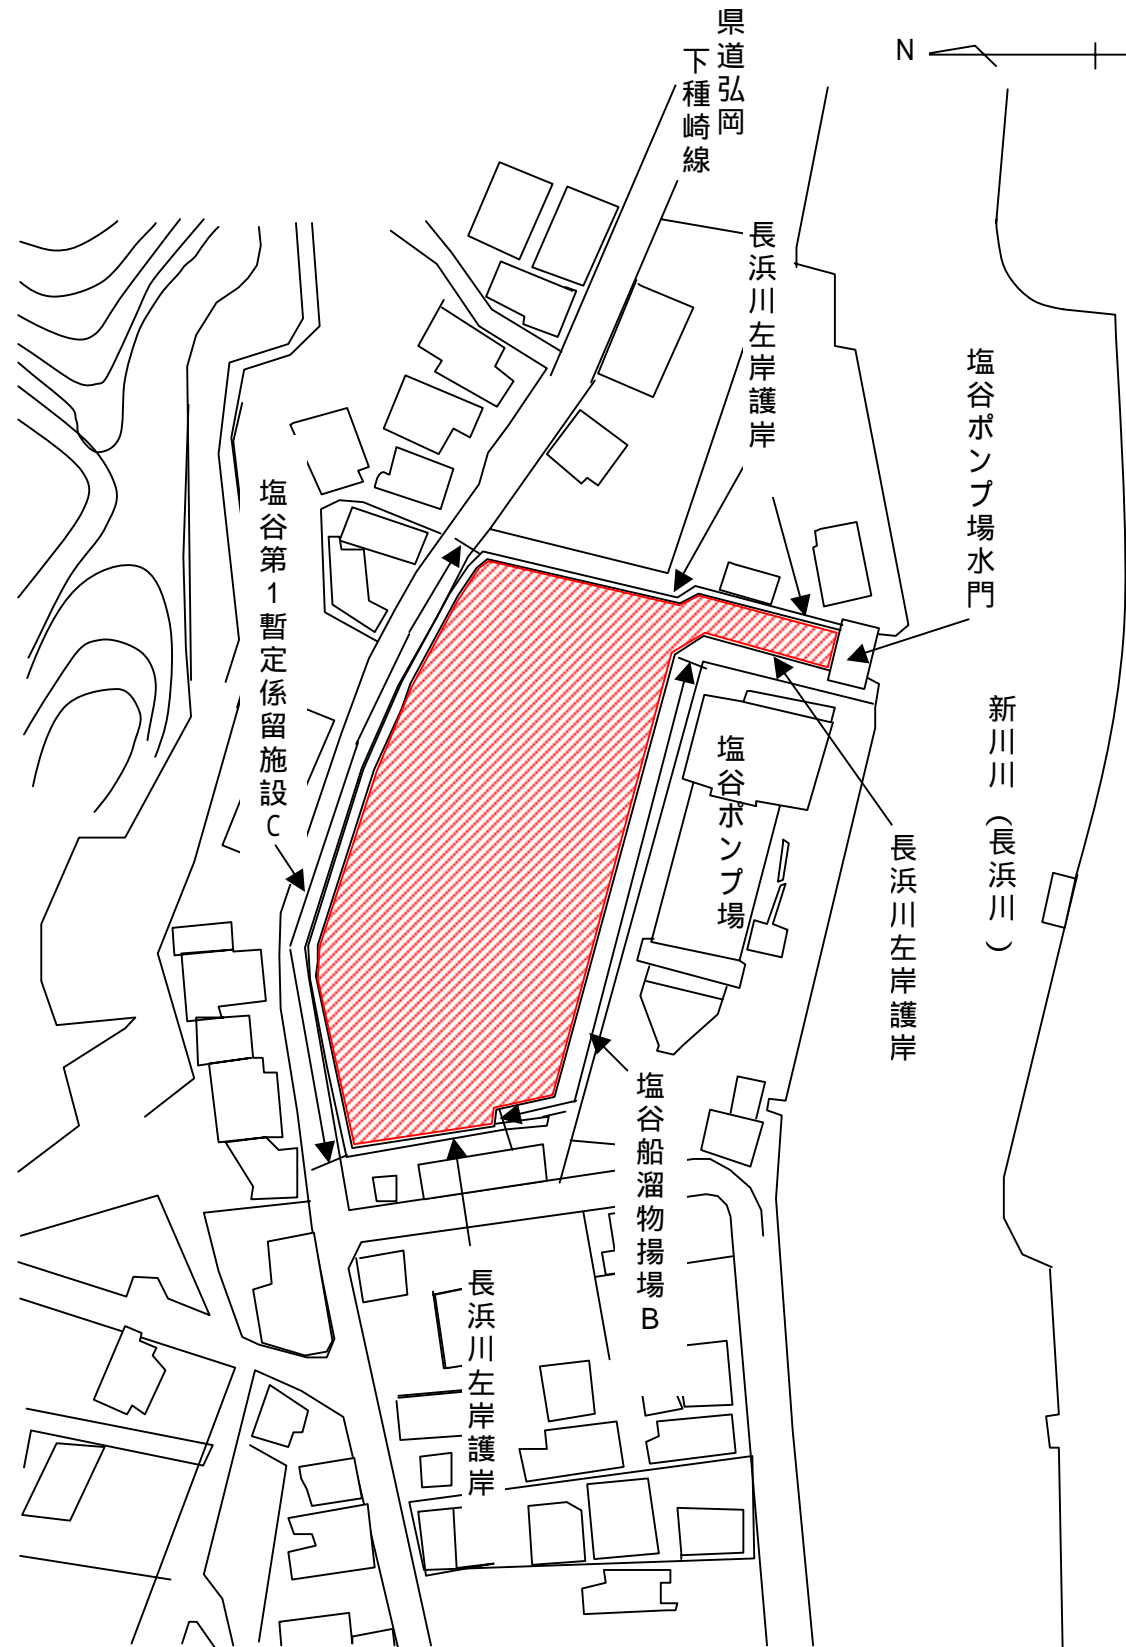 県道弘岡
下種崎線
N
長浜川左岸護岸
塩谷ポンプ場水門
塩谷第1暫定係留施設C
新川川（長浜川）
塩谷ポンプ場
長浜川左岸護岸
塩谷船溜物揚場B
長浜川左岸護岸